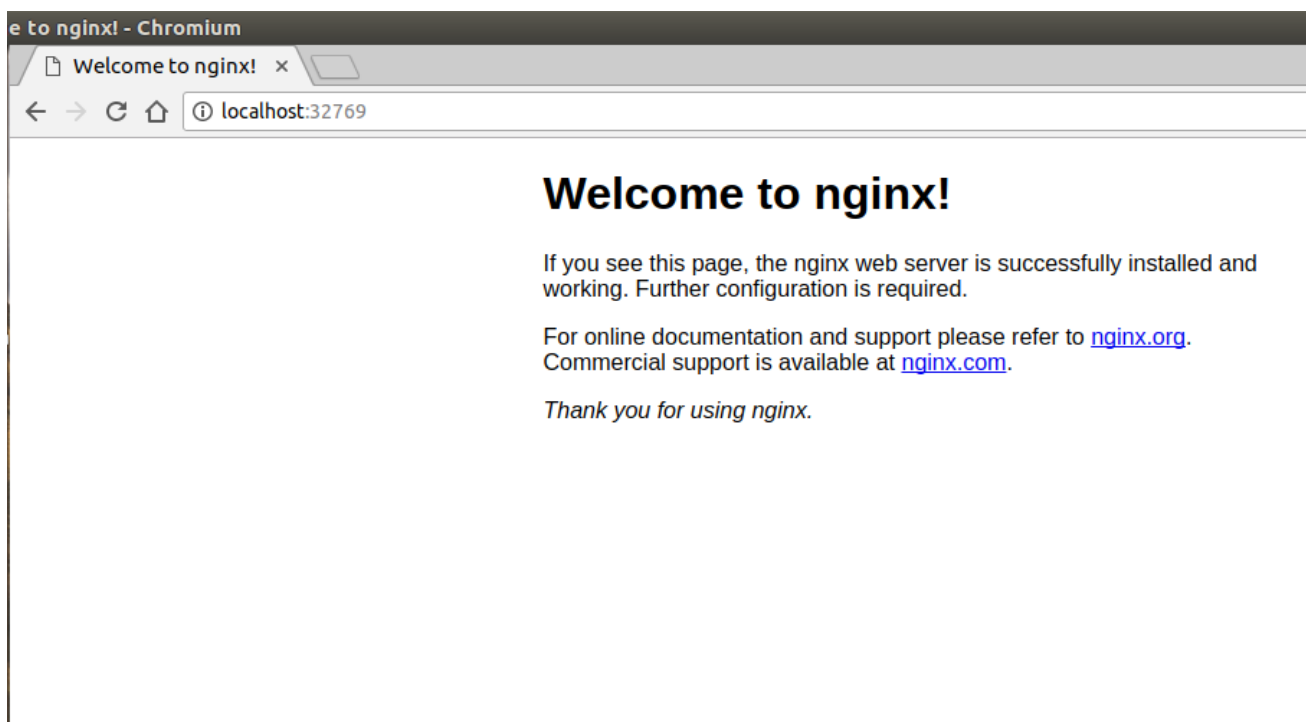 e to nginx! - Chromium
Welcome to nginx!
localhost:32769
Welcome to nginx!
If you see this page, the nginx web server is successfully installed and
working. Further configuration is required.
For online documentation and support please refer to nginx.org.
Commercial support is available at nginx.com.
Thank you for using nginx.